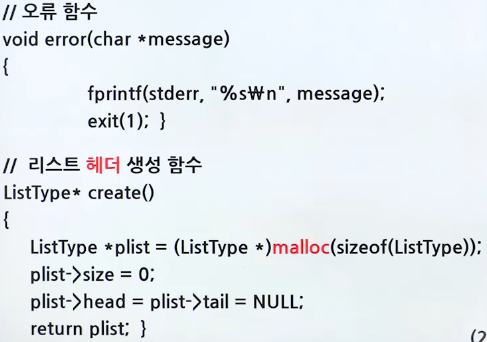 // 오류 함수
void error(char *message)
{
fprintf(stderr, "%s₩n", message);
exit(1);  }
//  리스트 헤더 생성 함수
ListType* create()
{
ListType *plist = (ListType *)malloc(sizeof(ListType));
plist->size = 0;
plist->head = plist->tail = NULL;
return plist;  }
(2